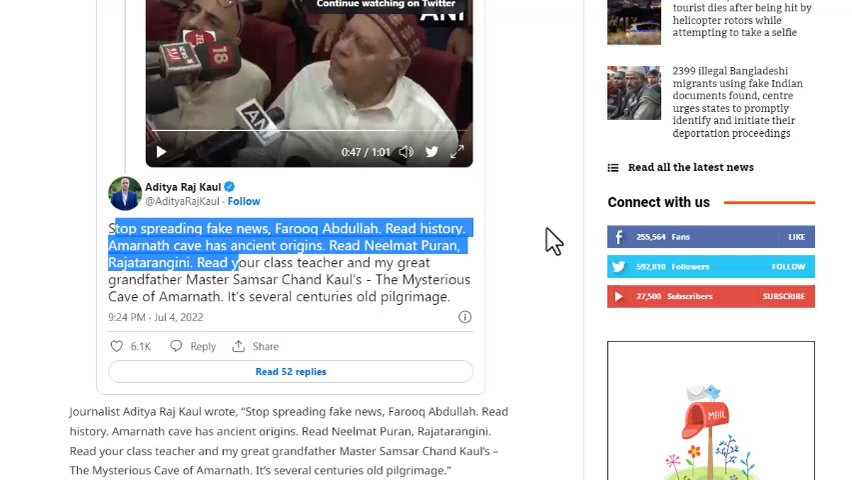 Continue watching on Twitter
ANI
18
ANI
0:47 / 1:01
Aditya Raj Kaul
@AdityaRajKaul · Follow
Stop spreading fake news, Farooq Abdullah. Read history.
Amarnath cave has ancient origins. Read Neelmat Puran,
Rajatarangini. Read your class teacher and my great
grandfather Master Samsar Chand Kaul's - The Mysterious
Cave of Amarnath. It's several centuries old pilgrimage.
9:24 PM · Jul 4, 2022
6.1K Reply Share
Read 52 replies
Journalist Aditya Raj Kaul wrote, “Stop spreading fake news, Farooq Abdullah. Read
history. Amarnath cave has ancient origins. Read Neelmat Puran, Rajatarangini.
Read your class teacher and my great grandfather Master Samsar Chand Kaul's –
The Mysterious Cave of Amarnath. It's several centuries old pilgrimage.”
tourist dies after being hit by
helicopter rotors while
attempting to take a selfie
2399 illegal Bangladeshi
migrants using fake Indian
documents found, centre
urges states to promptly
identify and initiate their
deportation proceedings
Read all the latest news
Connect with us
255,564 Fans LIKE
592,810 Followers FOLLOW
27,500 Subscribers SUBSCRIBE
MAIL